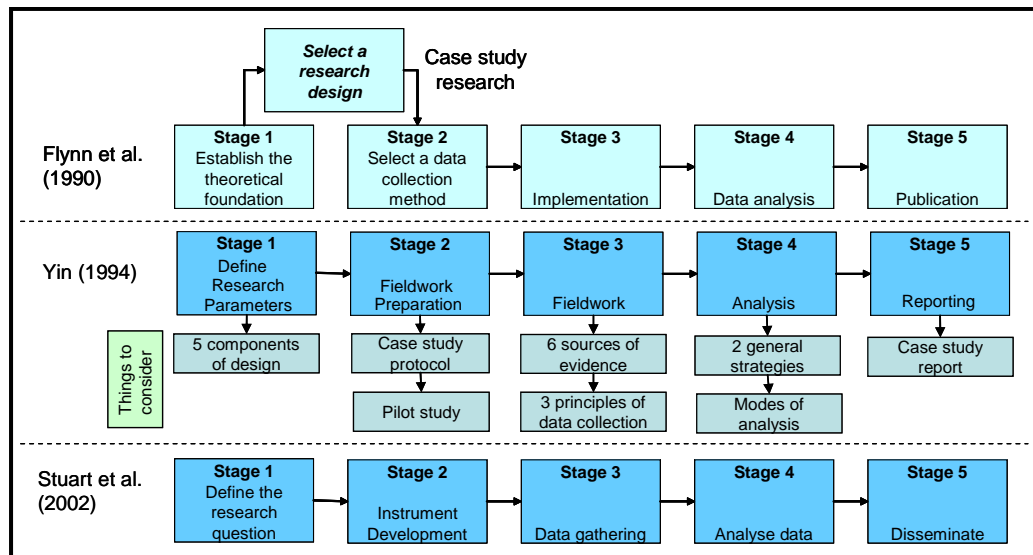 Select a
research
design
Case study
research
Flynn et al.
(1990)
Stage 1
Establish the
theoretical
foundation
Stage 2
Select a data
collection
method
Stage 3
Implementation
Stage 4
Data analysis
Stage 5
Publication
Yin (1994)
Stage 1
Define
Research
Parameters
Stage 2
Fieldwork
Preparation
Stage 3
Fieldwork
Stage 4
Analysis
Stage 5
Reporting
Things to
consider
5 components
of design
Case study
protocol
Pilot study
6 sources of
evidence
3 principles of
data collection
2 general
strategies
Modes of
analysis
Case study
report
Stuart et al.
(2002)
Stage 1
Define the
research
question
Stage 2
Instrument
Development
Stage 3
Data gathering
Stage 4
Analyse data
Stage 5
Disseminate